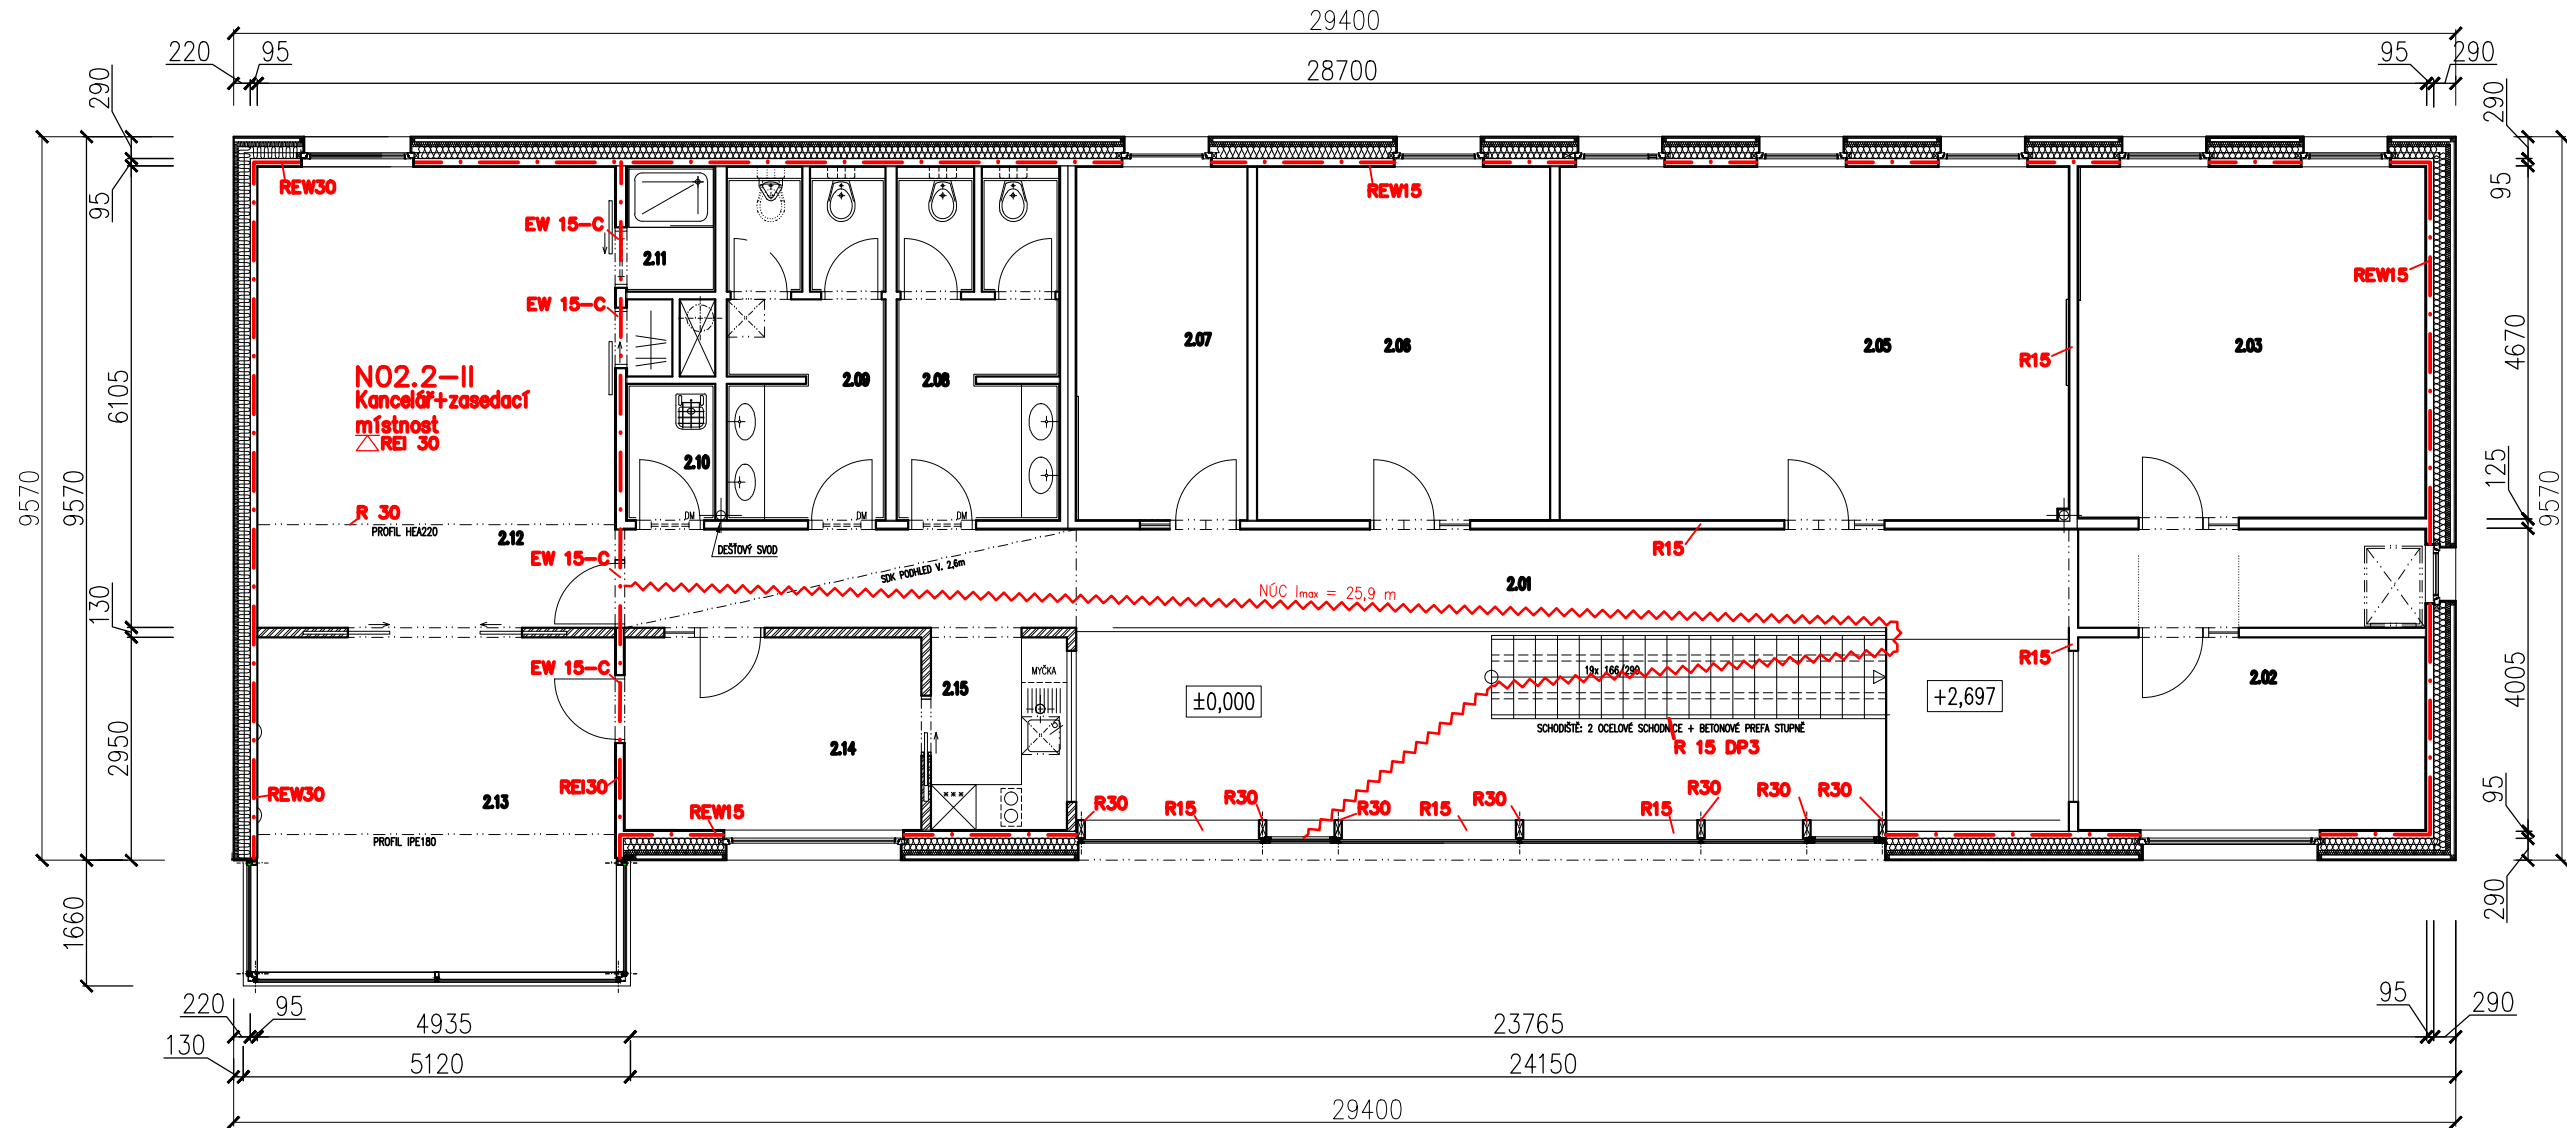 29400
220
95
28700
95
290
290
95
9570
9570
6105
130
2950
1660
REW30
EW 15-C
2.11
EW 15-C
N02.2-II
Kancelář+zasedací
místnost
REI 30
R 30
PROFIL HEA220
2.12
EW 15-C
2.10
DM
DEŠŤOVÝ SVOD
2.09
DM
2.08
2.07
REW15
2.06
2.05
R15
2.03
REW15
290
95
4670
125
9570
4005
95
290
R15
SDK PODHLED V. 2,6m
NÚC lmax = 25,9 m
2.01
EW 15-C
2.13
REI30
REW30
PROFIL IPE180
2.14
REW15
2.15
MYČKA
±0,000
19x 166/290
SCHODIŠTĚ: 2 OCELOVÉ SCHODNICE + BETONOVÉ PREFA STUPNĚ
R 15 DP3
+2,697
R15
2.02
R30
R15
R30
R30
R15
R30
R15
R30
R30
R30
220
95
4935
23765
95
290
130
5120
24150
29400